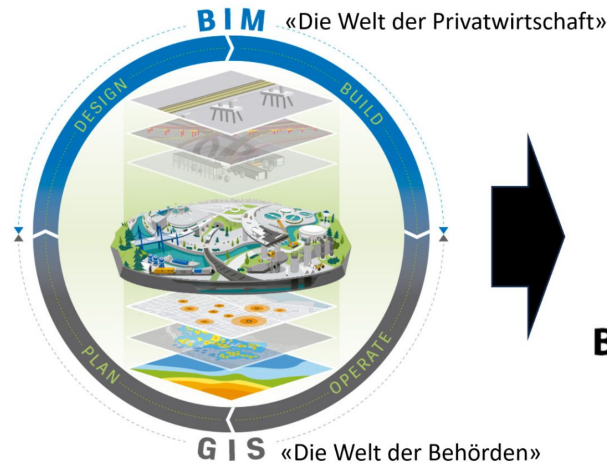 BIM «Die Welt der Privatwirtschaft»
DESIGN
BUILD
PLAN
OPERATE
B
GIS «Die Welt der Behörden»